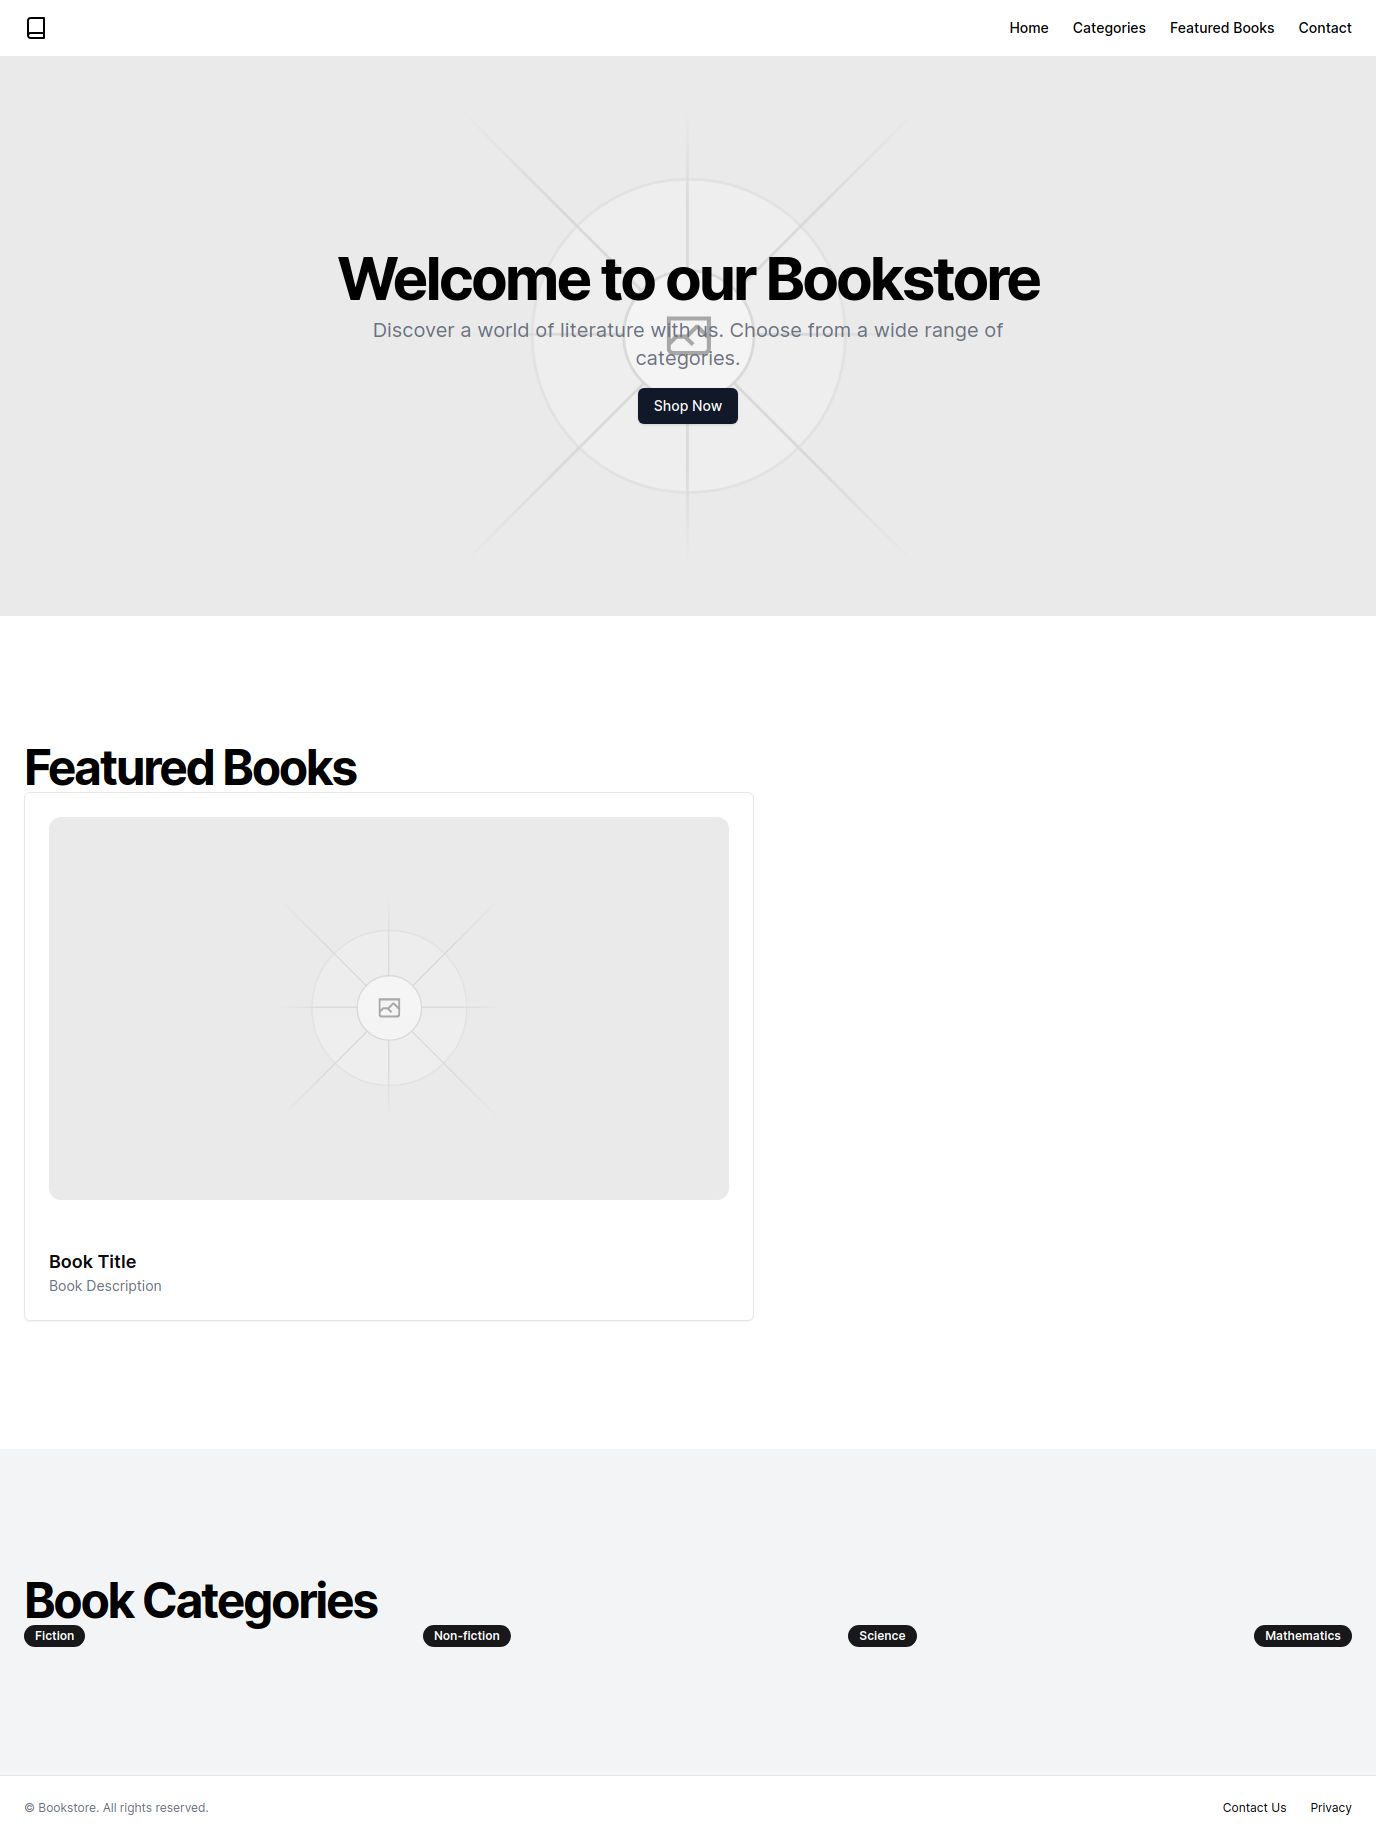 Home Categories Featured Books Contact
Welcome to our Bookstore
Discover a world of literature with us. Choose from a wide range of
categories.
Shop Now
Featured Books
Book Title
Book Description
Book Categories
Fiction Non-fiction Science Mathematics
© Bookstore. All rights reserved. Contact Us Privacy